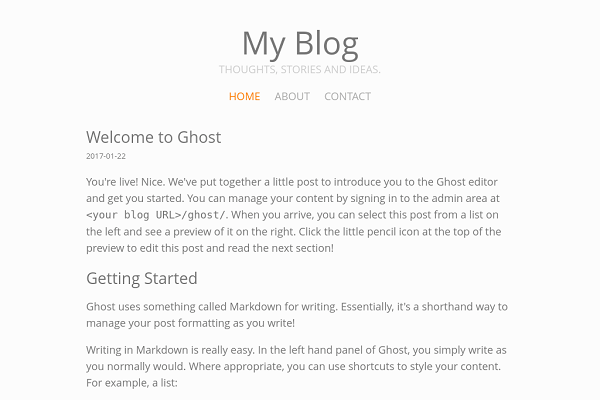 My Blog
THOUGHTS, STORIES AND IDEAS.
HOME ABOUT CONTACT
Welcome to Ghost
2017-01-22
You're live! Nice. We've put together a little post to introduce you to the Ghost editor
and get you started. You can manage your content by signing in to the admin area at
<your blog URL>/ghost/. When you arrive, you can select this post from a list on
the left and see a preview of it on the right. Click the little pencil icon at the top of the
preview to edit this post and read the next section!
Getting Started
Ghost uses something called Markdown for writing. Essentially, it's a shorthand way to
manage your post formatting as you write!
Writing in Markdown is really easy. In the left hand panel of Ghost, you simply write as
you normally would. Where appropriate, you can use shortcuts to style your content.
For example, a list: